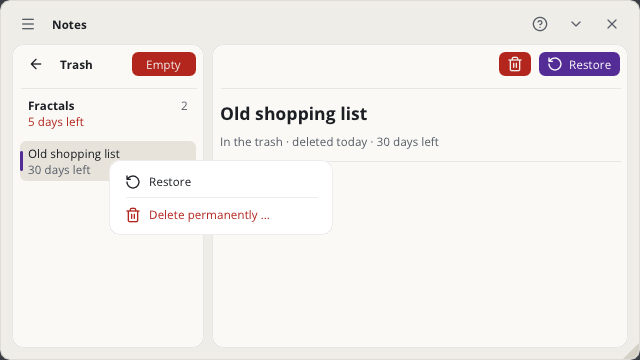 Notes
Trash
Empty
Restore
Fractals
2
5 days left
Old shopping list
30 days left
Old shopping list
In the trash · deleted today · 30 days left
Restore
Delete permanently ...